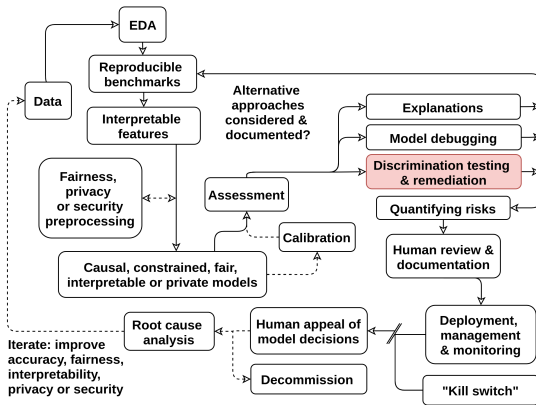 EDA
Reproducible
benchmarks
Data
Interpretable
features
Alternative
approaches
considered &
documented?
Explanations
Model debugging
Discrimination testing
& remediation
Fairness,
privacy
or security
preprocessing
Assessment
Quantifying risks
Calibration
Human review &
documentation
Causal, constrained, fair,
interpretable or private models
Root cause
analysis
Human appeal of
model decisions
Deployment,
management
& monitoring
Iterate: improve
accuracy, fairness,
interpretability,
privacy or security
Decommission
"Kill switch"